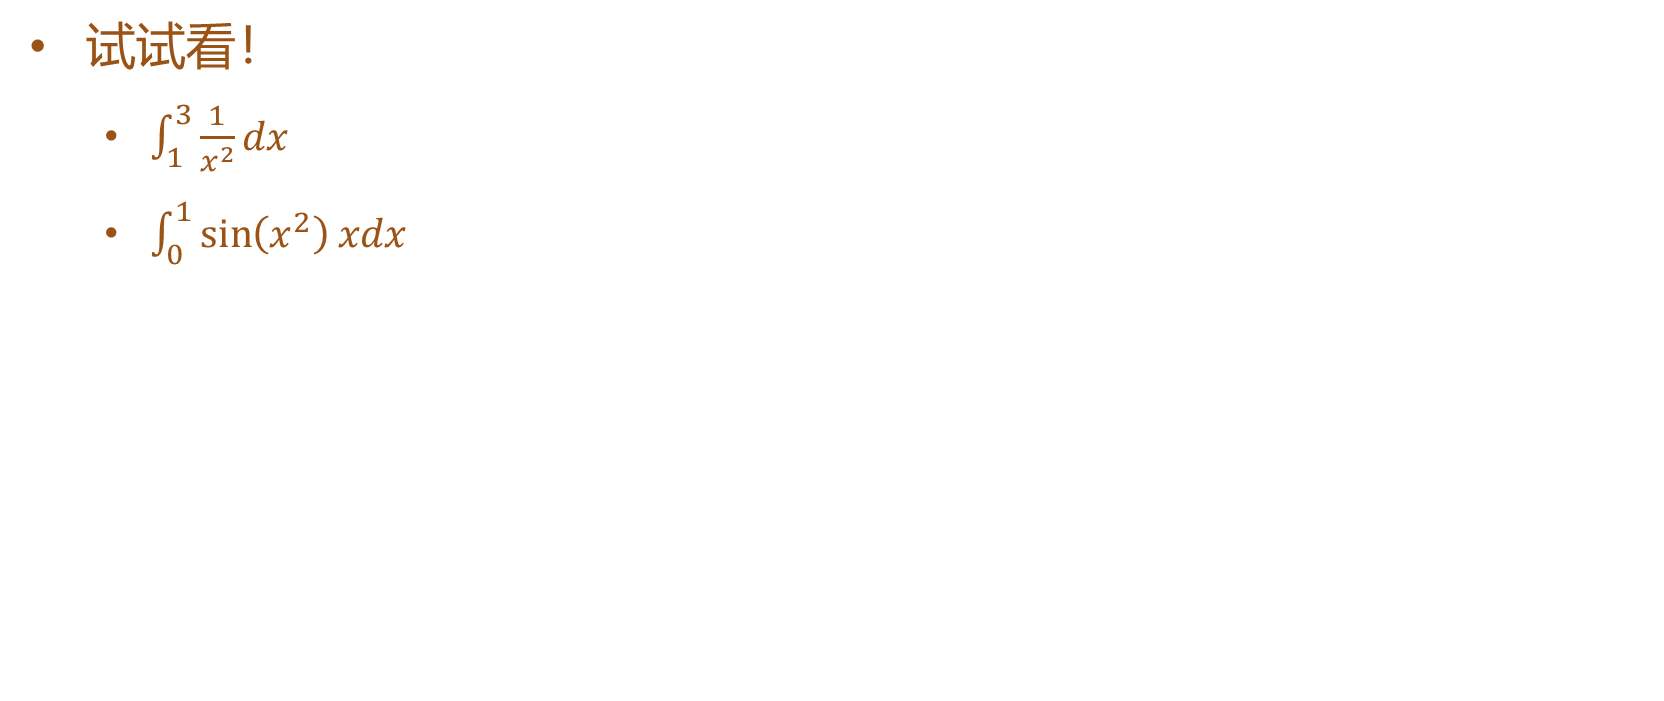 • 试试看！
• ∫₁³ 1/x² dx
• ∫₀¹ sin(x²) xdx